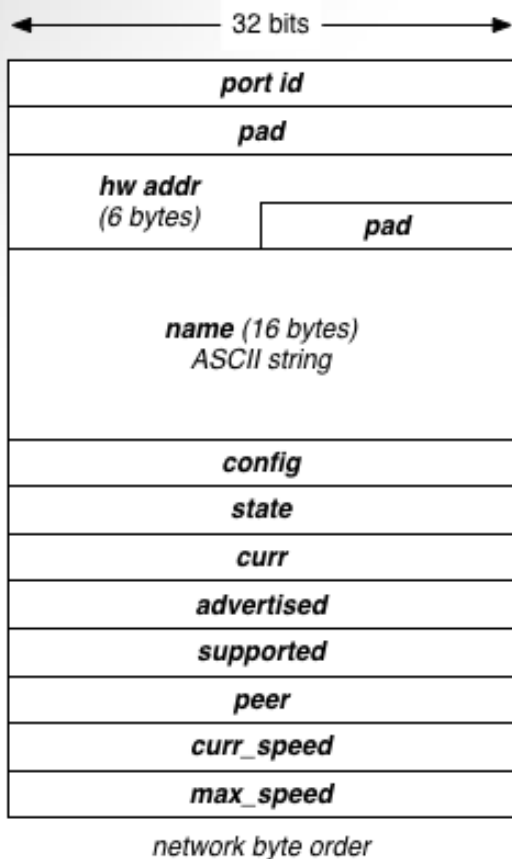 32 bits
port id
pad
hw addr
(6 bytes)
pad
name (16 bytes)
ASCII string
config
state
curr
advertised
supported
peer
curr_speed
max_speed
network byte order